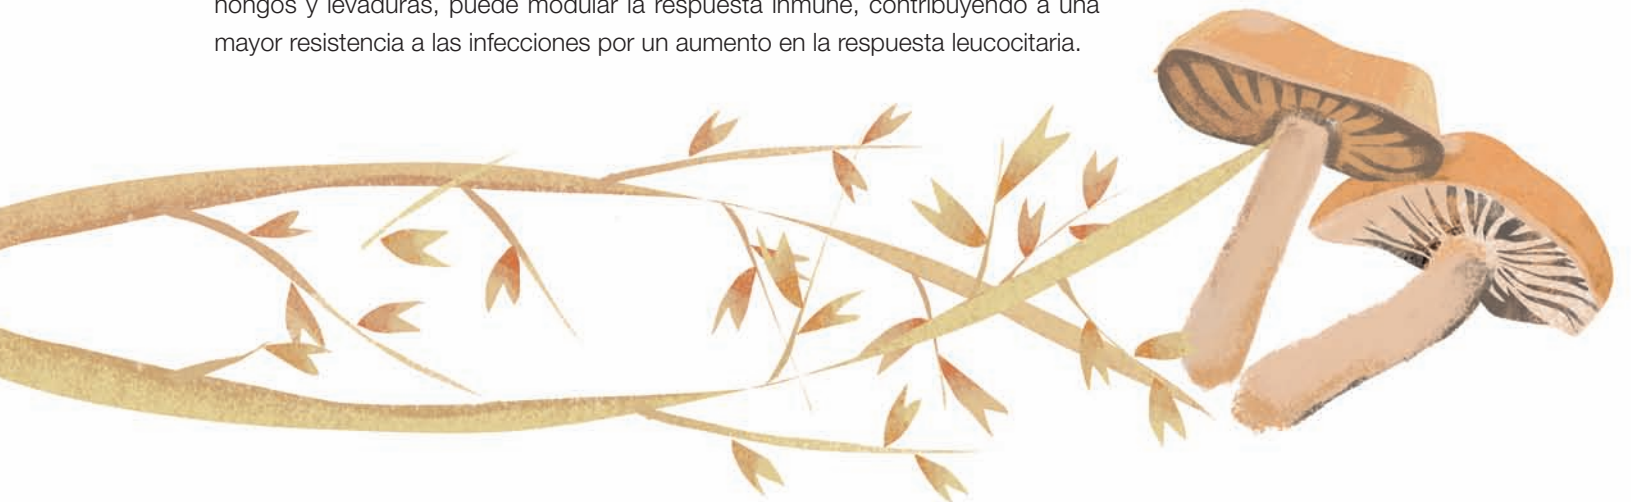 hongos y levaduras, puede modular la respuesta inmune, contribuyendo a una
mayor resistencia a las infecciones por un aumento en la respuesta leucocitaria.